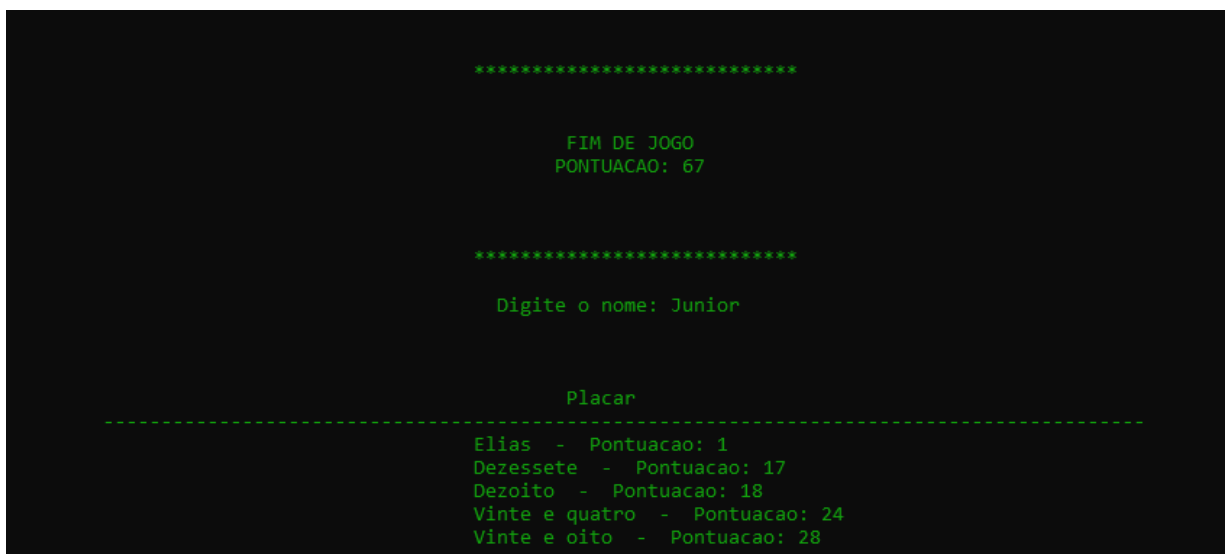 ****************************
FIM DE JOGO
PONTUACAO: 67
****************************
Digite o nome: Junior
Placar
------------------------------------------------------------------------------------------
Elias  -  Pontuacao: 1
Dezessete  -  Pontuacao: 17
Dezoito  -  Pontuacao: 18
Vinte e quatro  -  Pontuacao: 24
Vinte e oito  -  Pontuacao: 28